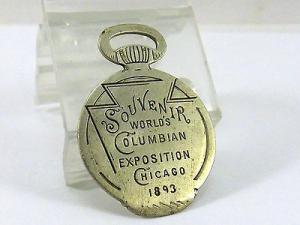 SOUVENIR
WORLD'S
COLUMBIAN
EXPOSITION
CHICAGO
1893